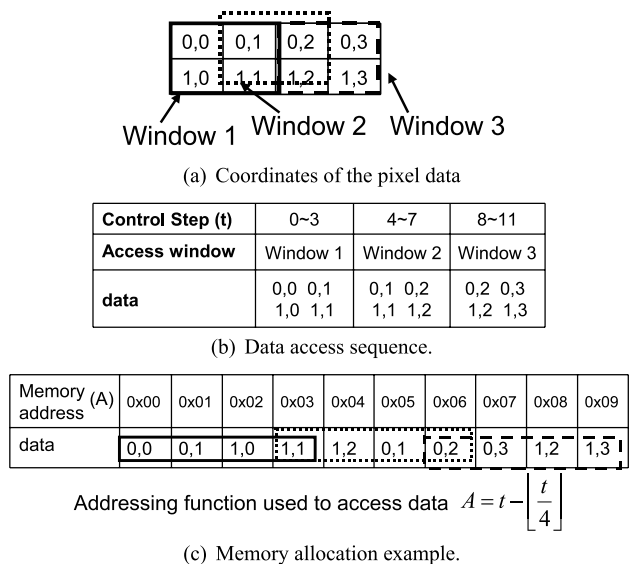 0,0 0,1 0,2 0,3
1,0 1,1 1,2 1,3
Window 1 Window 2 Window 3
(a) Coordinates of the pixel data
Control Step (t) 0~3 4~7 8~11
Access window Window 1 Window 2 Window 3
data 0,0 0,1 0,1 0,2 0,2 0,3
1,0 1,1 1,1 1,2 1,2 1,3
(b) Data access sequence.
Memory address (A) 0x00 0x01 0x02 0x03 0x04 0x05 0x06 0x07 0x08 0x09
data 0,0 0,1 1,0 1,1 1,2 0,1 0,2 0,3 1,2 1,3
Addressing function used to access data A = t − ⌊t/4⌋
(c) Memory allocation example.